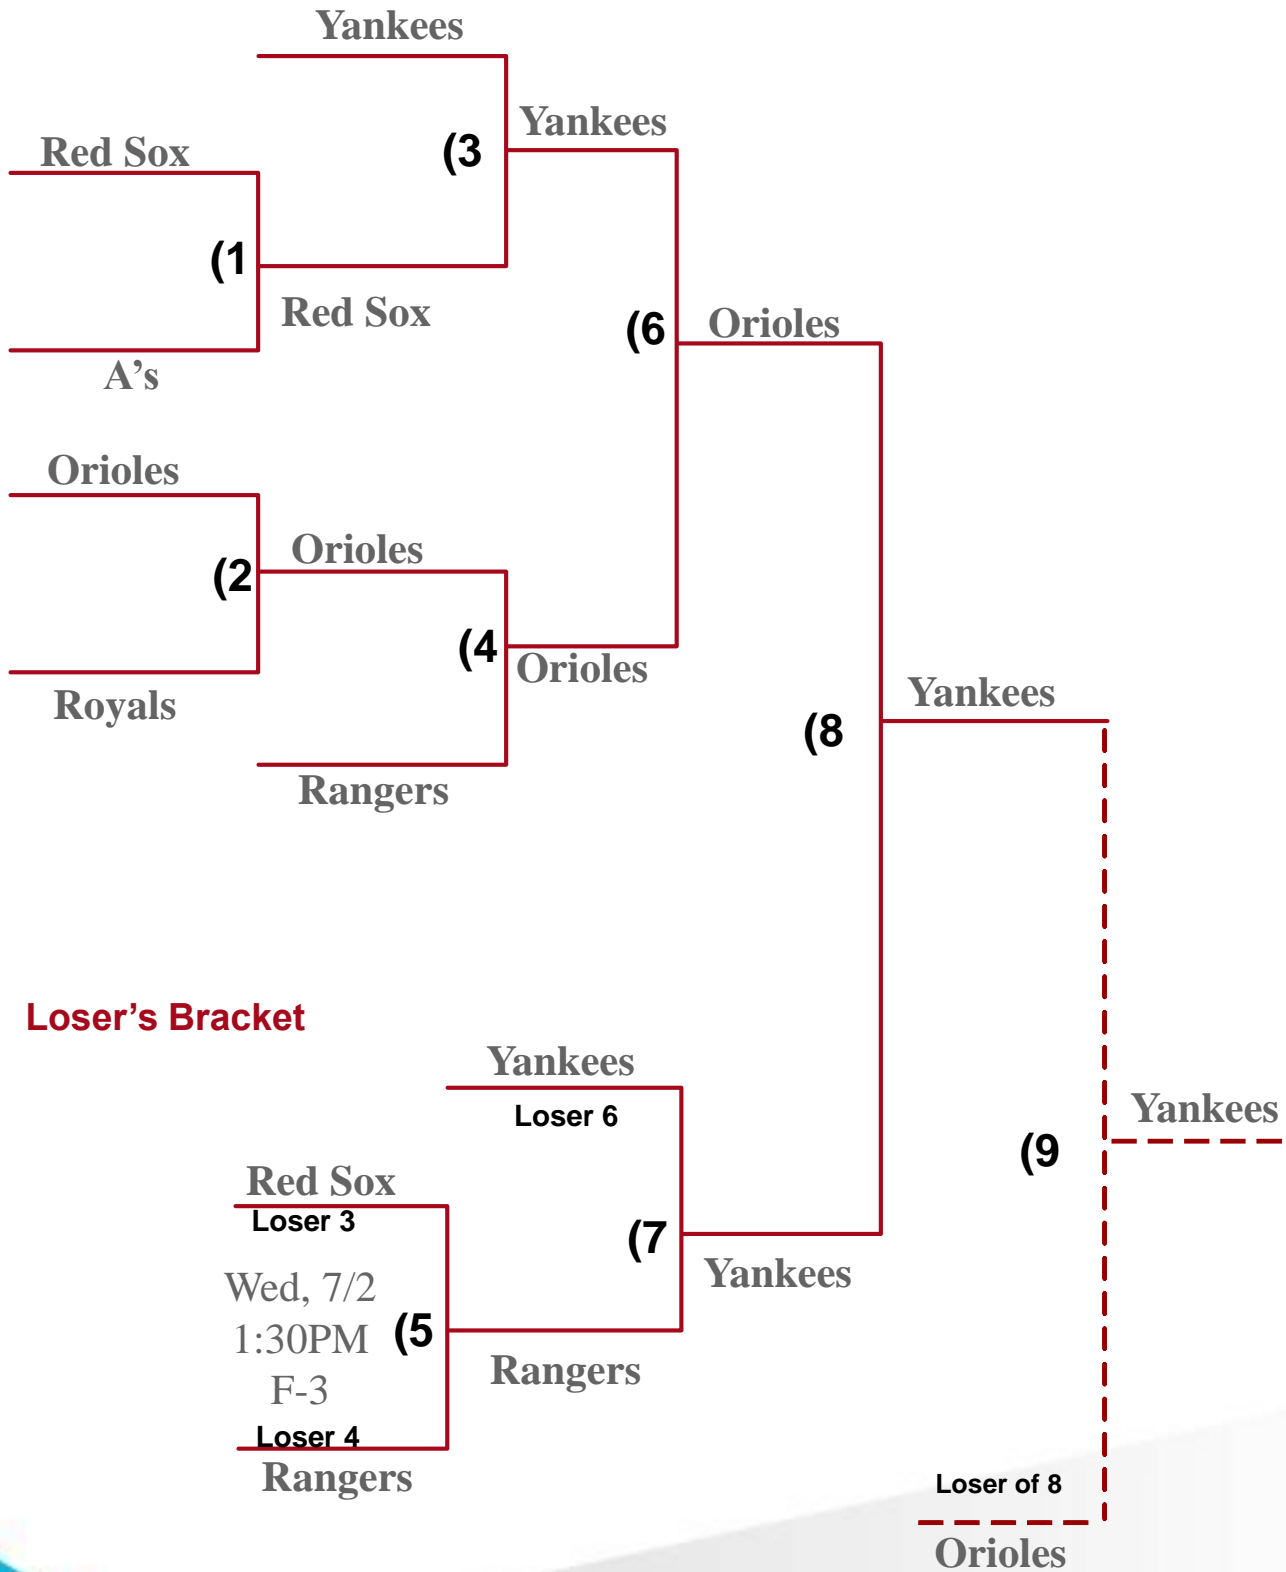 Yankees
Yankees
(3
Red Sox
(1
Red Sox
A’s
(6
Orioles
Orioles
(2
Orioles
(4
Orioles
Royals
Rangers
(8
Yankees
Loser’s Bracket
Yankees
Loser 6
Red Sox
Loser 3
Wed, 7/2
1:30PM
F-3
(5
Loser 4
Rangers
(7
Yankees
Rangers
(9
Yankees
Loser of 8
Orioles